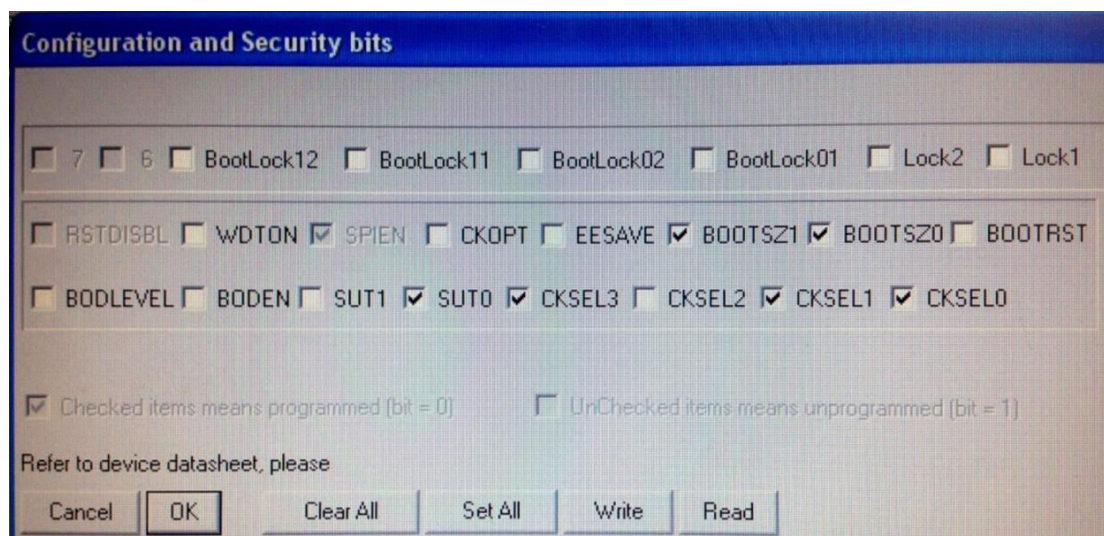 Configuration and Security bits
7 6 BootLock12 BootLock11 BootLock02 BootLock01 Lock2 Lock1
RSTDISBL WDTON SPIEN CKOPT EESAVE BOOTSZ1 BOOTSZ0 BOOTRST
BODLEVEL BODEN SUT1 SUT0 CKSEL3 CKSEL2 CKSEL1 CKSEL0
Checked items means programmed (bit = 0) UnChecked items means unprogrammed (bit = 1)
Refer to device datasheet, please
Cancel OK Clear All Set All Write Read